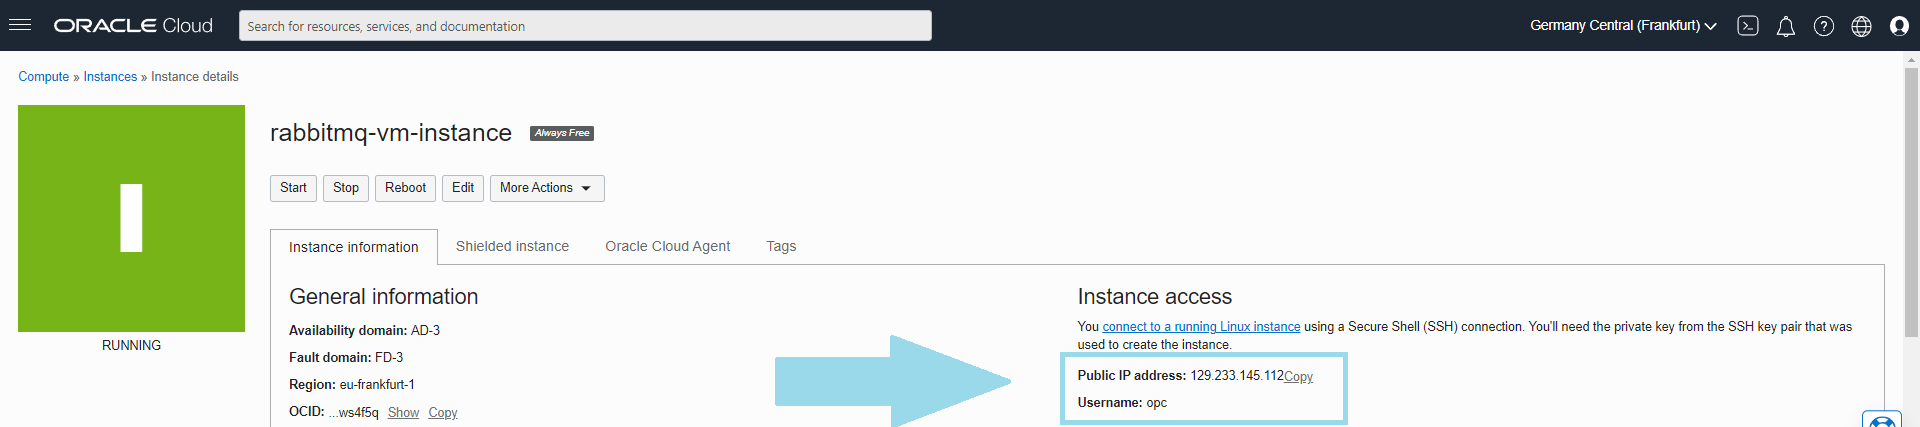 ORACLE Cloud
Search for resources, services, and documentation
Germany Central (Frankfurt)
Compute » Instances » Instance details
rabbitmq-vm-instance
Always Free
Start Stop Reboot Edit More Actions
RUNNING
Instance information Shielded instance Oracle Cloud Agent Tags
General information
Availability domain: AD-3
Fault domain: FD-3
Region: eu-frankfurt-1
OCID: ...ws4f5q Show Copy
Instance access
You connect to a running Linux instance using a Secure Shell (SSH) connection. You'll need the private key from the SSH key pair that was
used to create the instance.
Public IP address: 129.233.145.112Copy
Username: opc